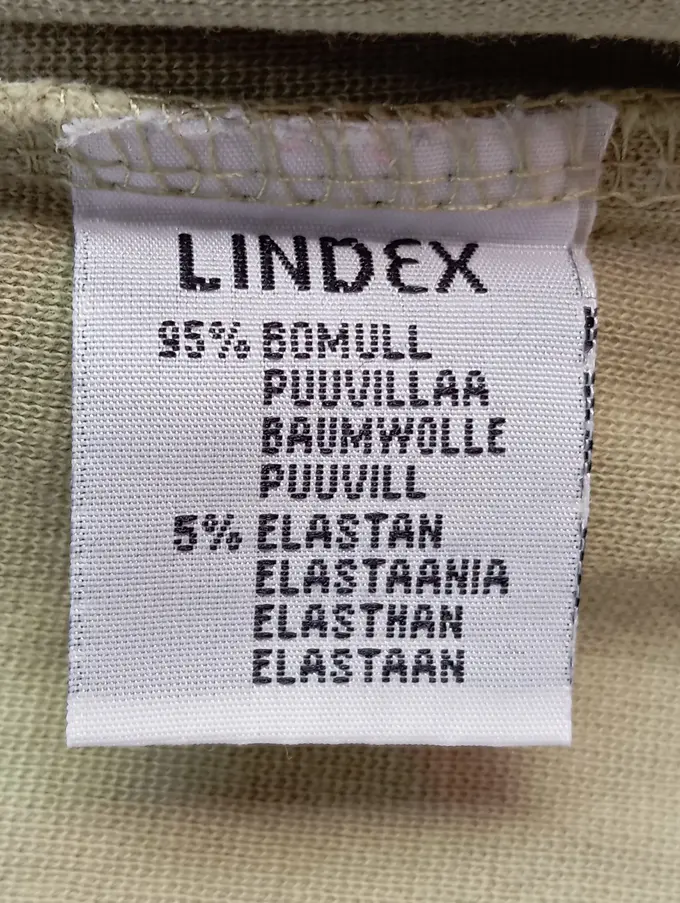 LINDEX
95% BOMULL
PUUVILLAA
BAUMWOLLE
PUUVILL
5% ELASTAN
ELASTAANIA
ELASTHAN
ELASTAAN